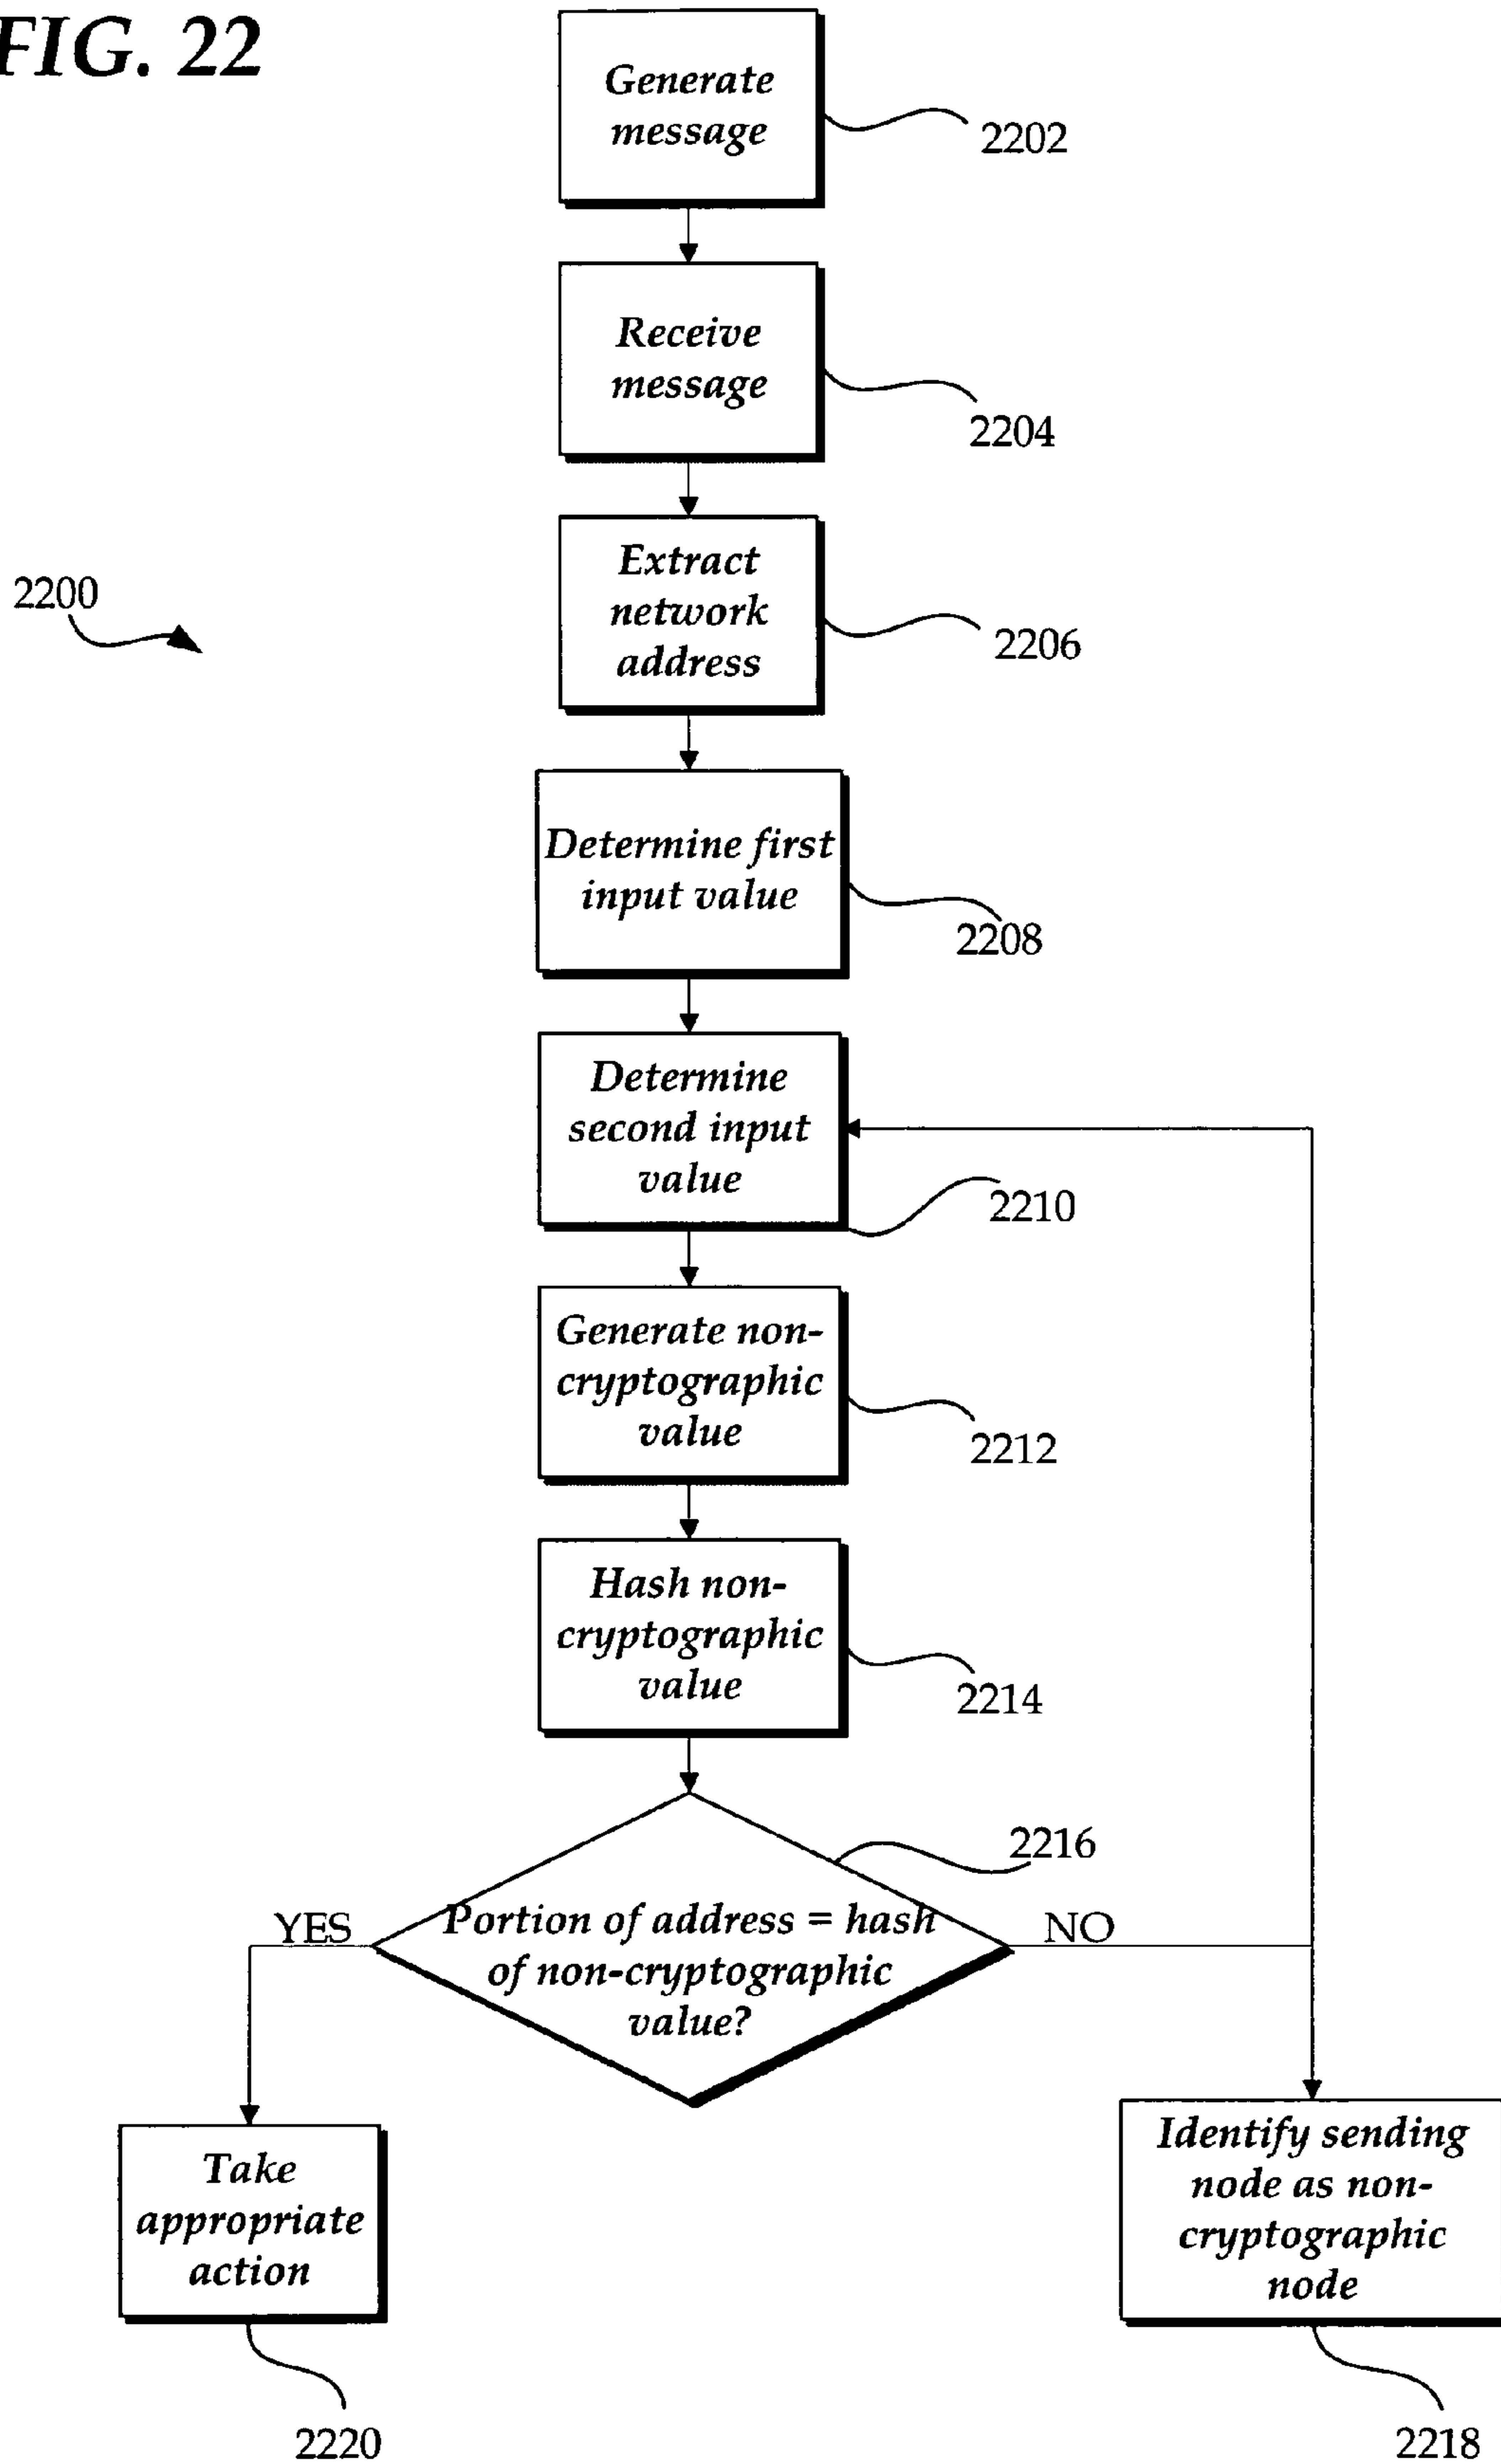 FIG. 22
Generate
message
2202
Receive
message
2204
Extract
network
address
2206
2200
Determine first
input value
2208
Determine
second input
value
2210
Generate non-
cryptographic
value
2212
Hash non-
cryptographic
value
2214
2216
YES
Portion of address = hash
of non-cryptographic
value?
NO
Take
appropriate
action
2220
Identify sending
node as non-
cryptographic
node
2218